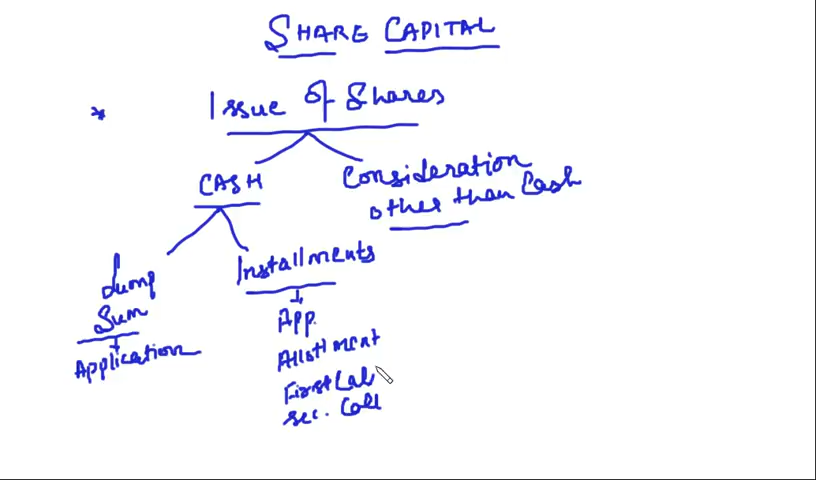 SHARE CAPITAL
* Issue of Shares
CASH
Consideration
other than Cash
Lump
Sum
Application
Installments
App.
Allotment
First Call
Sec. Call